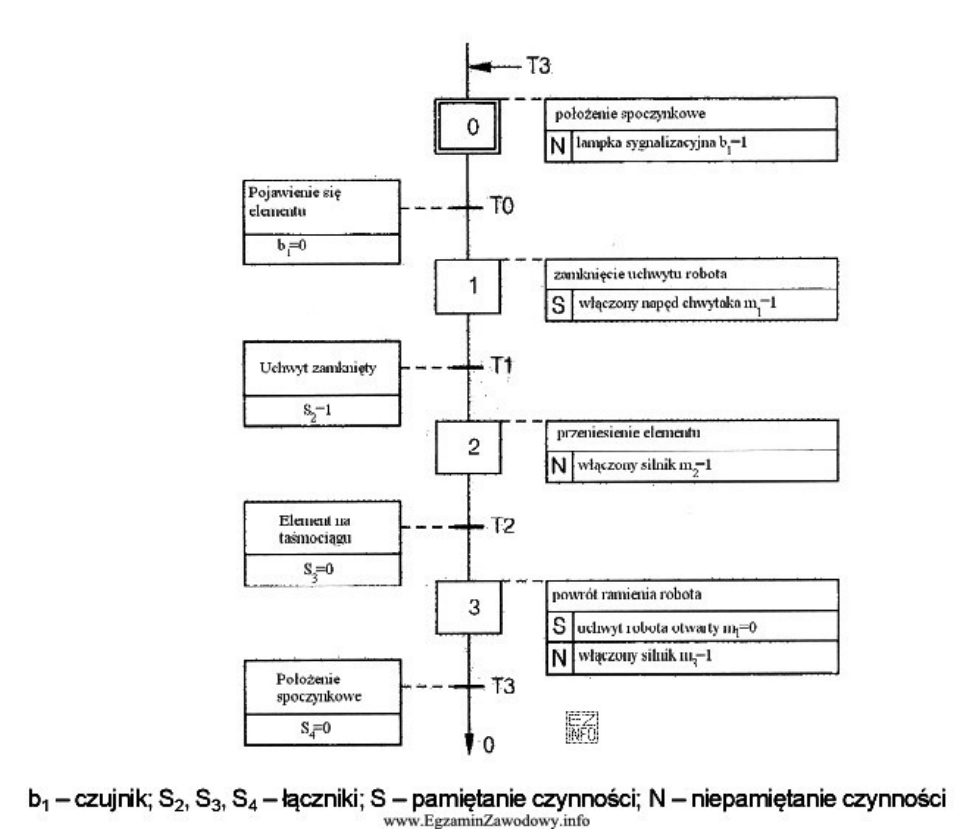 T3
0
położenie spoczynkowe
N lampka sygnalizacyjna b₁=1
Pojawienie się
elementu
b₁=0
T0
1
zamknięcie uchwytu robota
S włączony napęd chwytaka m₁=1
Uchwyt zamknięty
S₂=1
T1
2
przeniesienie elementu
N włączony silnik m₂=1
Element na
taśmociągu
S₃=0
T2
3
powrót ramienia robota
S uchwyt robota otwarty m₁=0
N włączony silnik m₃=1
Położenie
spoczynkowe
S₄=0
T3
0
EZ
INFO
b₁ – czujnik; S₂, S₃, S₄ – łączniki; S – pamiętanie czynności; N – niepamiętanie czynności
www.EgzaminZawodowy.info